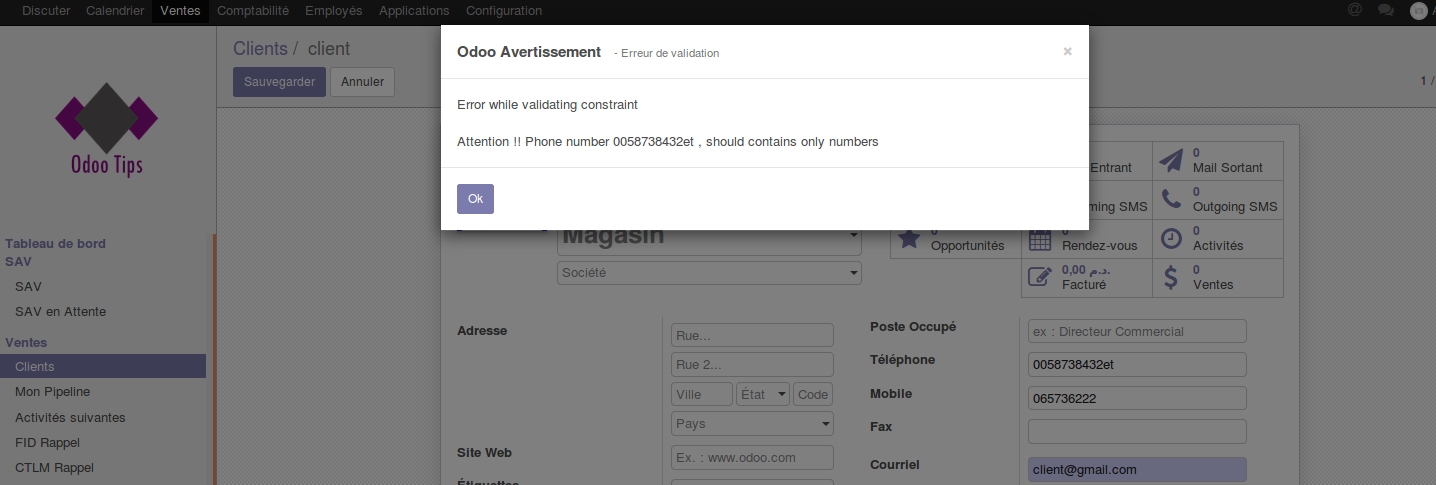 Discuter Calendrier Ventes Comptabilité Employés Applications Configuration @
Clients / client
Sauvegarder Annuler
1 /
Odoo Avertissement - Erreur de validation ×
Error while validating constraint
Attention !! Phone number 0058738432et , should contains only numbers
Ok
Odoo Tips
Entrant
0
Mail Sortant
SMS
0
Outgoing SMS
Magasin
Société
Opportunités
Rendez-vous
0
Activités
0,00 د.م.
Facturé
0
Ventes
Tableau de bord
SAV
SAV
SAV en Attente
Ventes
Clients
Mon Pipeline
Activités suivantes
FID Rappel
CTLM Rappel
Adresse
Rue...
Rue 2...
Ville État Code
Pays
Site Web Ex. : www.odoo.com
Étiquettes
Poste Occupé ex : Directeur Commercial
Téléphone 0058738432et
Mobile 065736222
Fax
Courriel client@gmail.com